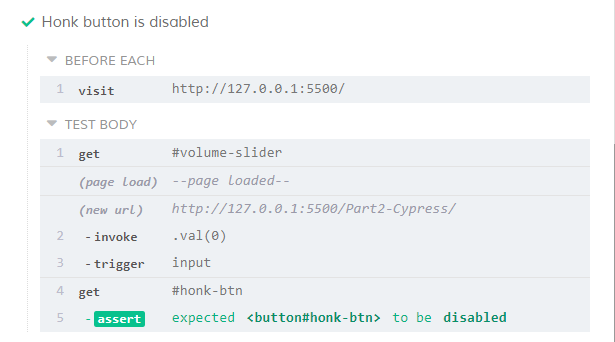 Honk button is disabled
BEFORE EACH
1 visit http://127.0.0.1:5500/
TEST BODY
1 get #volume-slider
(page load) --page loaded--
(new url) http://127.0.0.1:5500/Part2-Cypress/
2 - invoke .val(0)
3 - trigger input
4 get #honk-btn
5 - assert expected <button#honk-btn> to be disabled